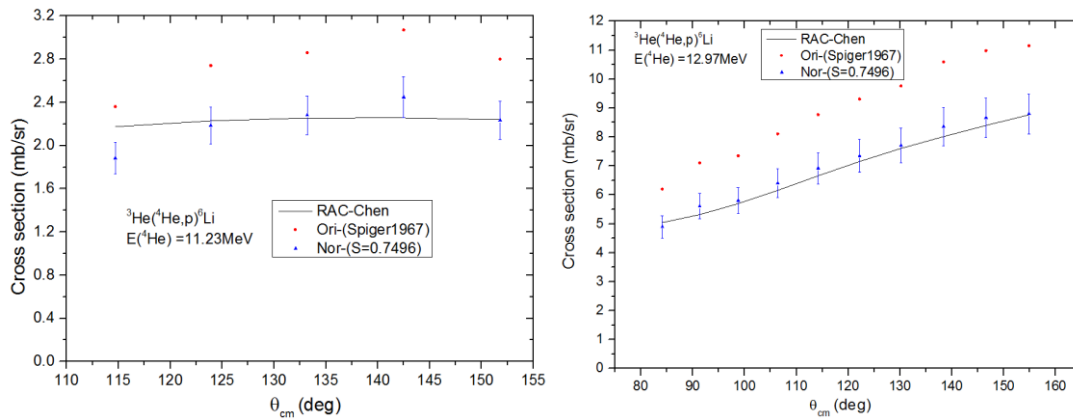 3.2
2.8
2.4
2.0
1.6
1.2
0.8
0.4
0.0
Cross section (mb/sr)
RAC-Chen
Ori-(Spiger1967)
Nor-(S=0.7496)
³He(⁴He,p)⁶Li
E(⁴He) =11.23MeV
110 115 120 125 130 135 140 145 150 155
θcm (deg)
12
11
10
9
8
7
6
5
4
3
2
1
0
Cross section (mb/sr)
³He(⁴He,p)⁶Li
E(⁴He) =12.97MeV
RAC-Chen
Ori-(Spiger1967)
Nor-(S=0.7496)
80 90 100 110 120 130 140 150 160
θcm (deg)